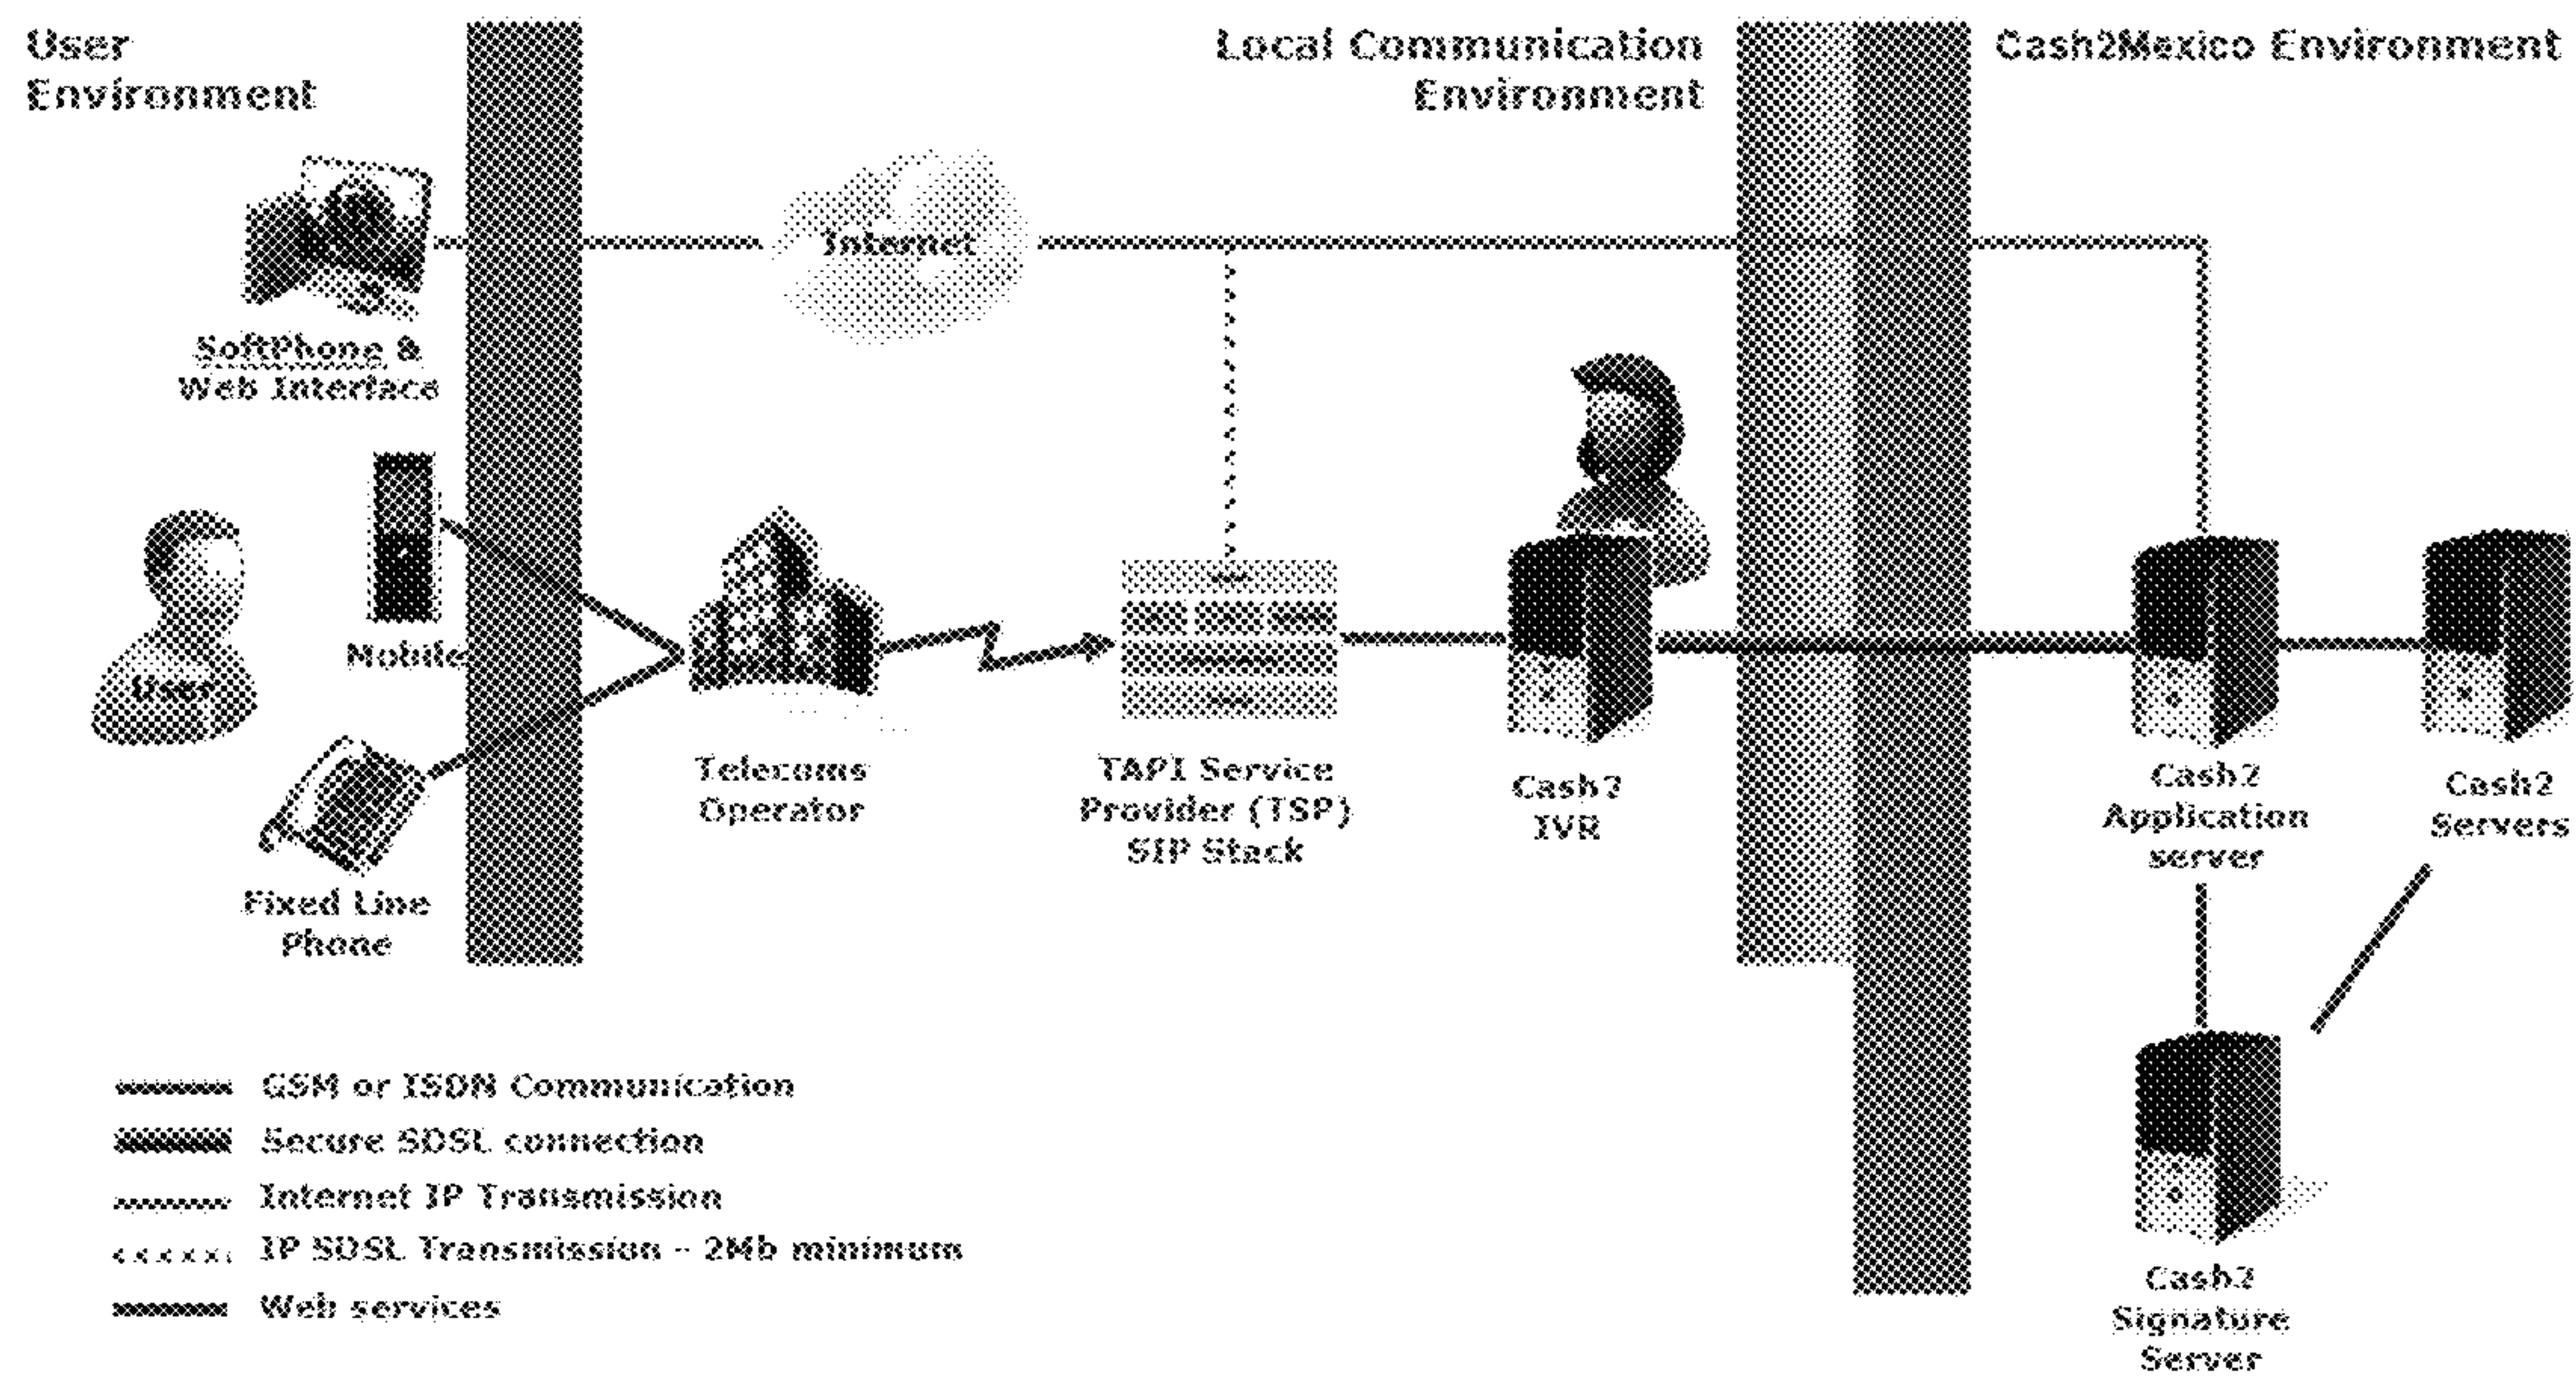 User
Environment
Local Communication
Environment
Cash2Mexico Environment
Internet
SoftPhone &
Web Interface
Mobile
User
Telecoms
Operator
TAPI Service
Provider (TSP)
SIP Stack
Cash2
IVR
Cash2
Application
server
Cash2
Servers
Fixed Line
Phone
GSM or ISDN Communication
Secure SDSL connection
Internet IP Transmission
IP SDSL Transmission - 2Mb minimum
Web services
Cash2
Signature
Server